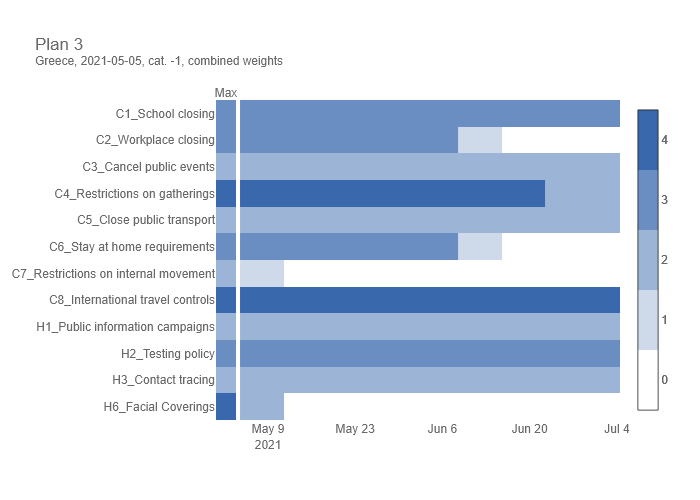 Plan 3
Greece, 2021-05-05, cat. -1, combined weights
Max
C1_School closing
C2_Workplace closing
C3_Cancel public events
C4_Restrictions on gatherings
C5_Close public transport
C6_Stay at home requirements
C7_Restrictions on internal movement
C8_International travel controls
H1_Public information campaigns
H2_Testing policy
H3_Contact tracing
H6_Facial Coverings
May 9 May 23 Jun 6 Jun 20 Jul 4
2021
4
3
2
1
0